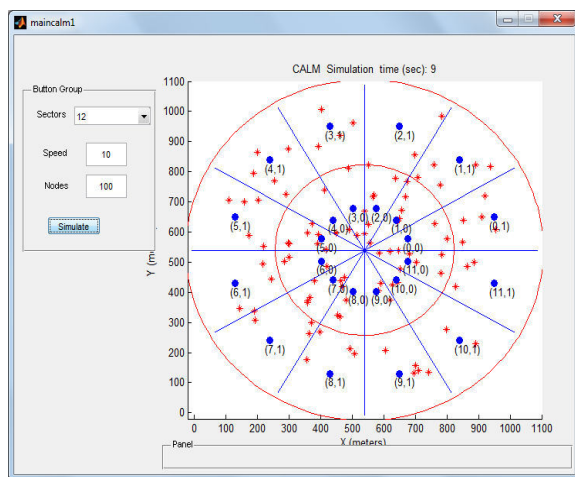 maincalm1
CALM Simulation time (sec): 9
Button Group
Sectors 12
Speed 10
Nodes 100
Simulate
1100
1000
900
800
700
600
500
400
300
200
100
0
Y (m
(3,1) (2,1)
(4,1) (1,1)
(5,1) (3,0) (2,0) (0,1)
(4,0) (1,0)
(5,0) (0,0)
(6,0) (11,0)
(6,1) (7,0) (10,0) (11,1)
(8,0) (9,0)
(7,1) (10,1)
(8,1) (9,1)
0 100 200 300 400 500 600 700 800 900 1000 1100
X (meters)
Panel